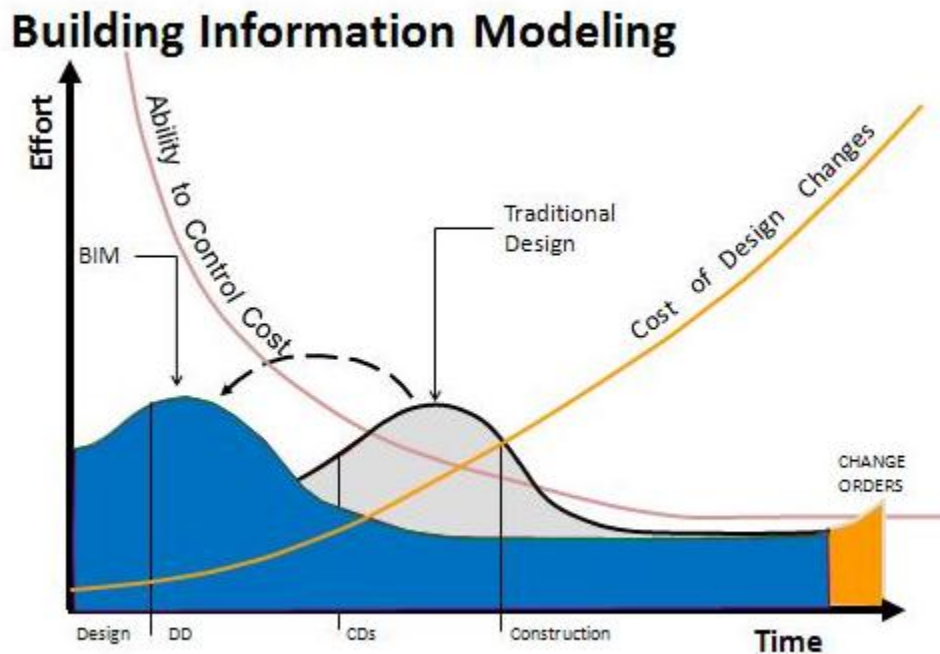 Building Information Modeling
Effort
Ability to Control Cost
BIM
Traditional
Design
Cost of Design Changes
CHANGE
ORDERS
Design
DD
CDs
Construction
Time